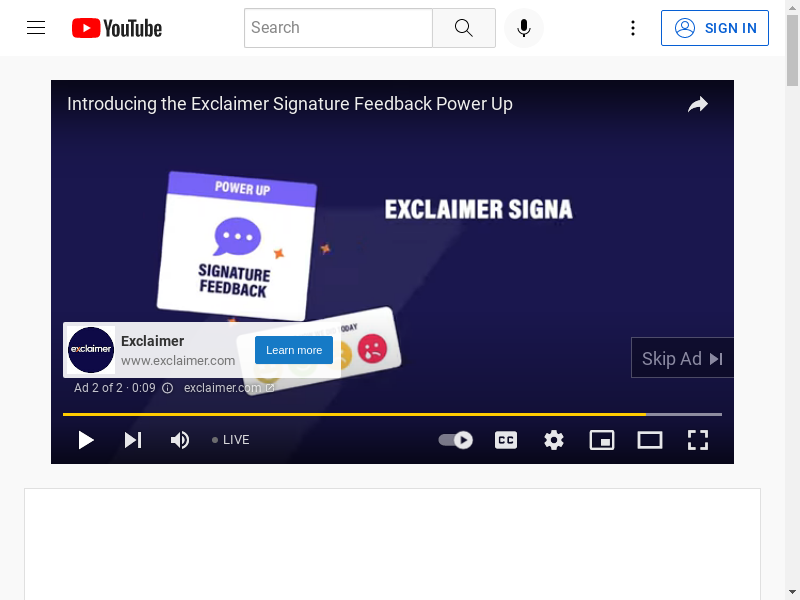 YouTube
Search
SIGN IN
Introducing the Exclaimer Signature Feedback Power Up
POWER UP
SIGNATURE
FEEDBACK
EXCLAIMER SIGNA
exclaimer
Exclaimer
www.exclaimer.com
Learn more
Skip Ad
Ad 2 of 2 · 0:09
exclaimer.com
LIVE
CC